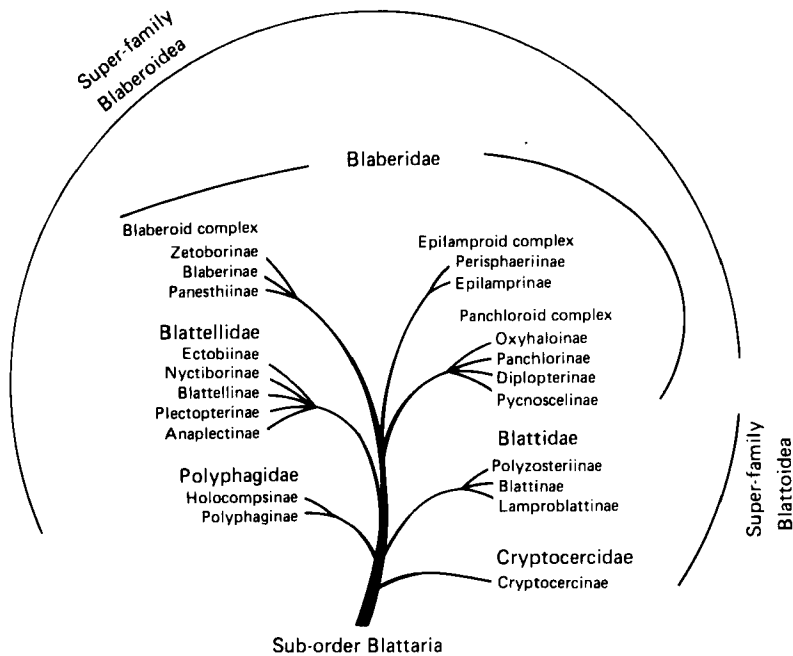 Super-family
Blaberoidea
Blaberidae
Blaberoid complex
Zetoborinae
Blaberinae
Panesthiinae
Blattellidae
Ectobiinae
Nyctiborinae
Blattellinae
Plectopterinae
Anaplectinae
Polyphagidae
Holocompsinae
Polyphaginae
Epilamproid complex
Perisphaeriinae
Epilamprinae
Panchloroid complex
Oxyhaloinae
Panchlorinae
Diplopterinae
Pycnoscelinae
Blattidae
Polyzosteriinae
Blattinae
Lamproblattinae
Cryptocercidae
Cryptocercinae
Super-family
Blattoidea
Sub-order Blattaria